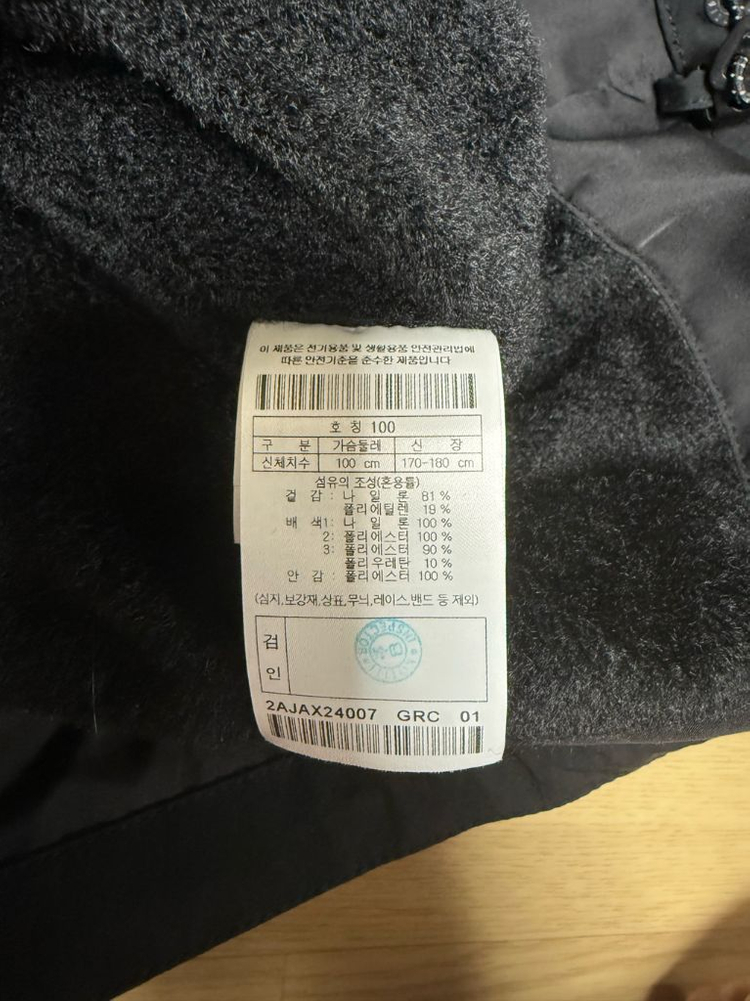 이 제품은 전기용품 및 생활용품 안전관리법에
따른 안전기준을 준수한 제품입니다
호 칭 100
구 분 가슴둘레 신 장
신체치수 100 cm 170-180 cm
섬유의 조성(혼용률)
겉 감 : 나 일 론 81 %
폴리에틸렌 19 %
배 색1: 나 일 론 100 %
2: 폴리에스터 100 %
3: 폴리에스터 90 %
폴리우레탄 10 %
안 감 : 폴리에스터 100 %
(심지,보강재,상표,무늬,레이스,밴드 등 제외)
검
인
INSPECTOR
2AJAX24007 GRC 01